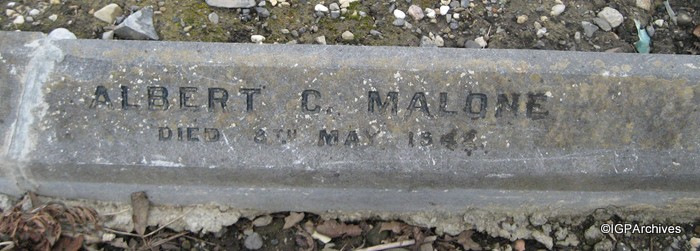 ALBERT C. MALONE
DIED 8TH MAY
©IGPArchives